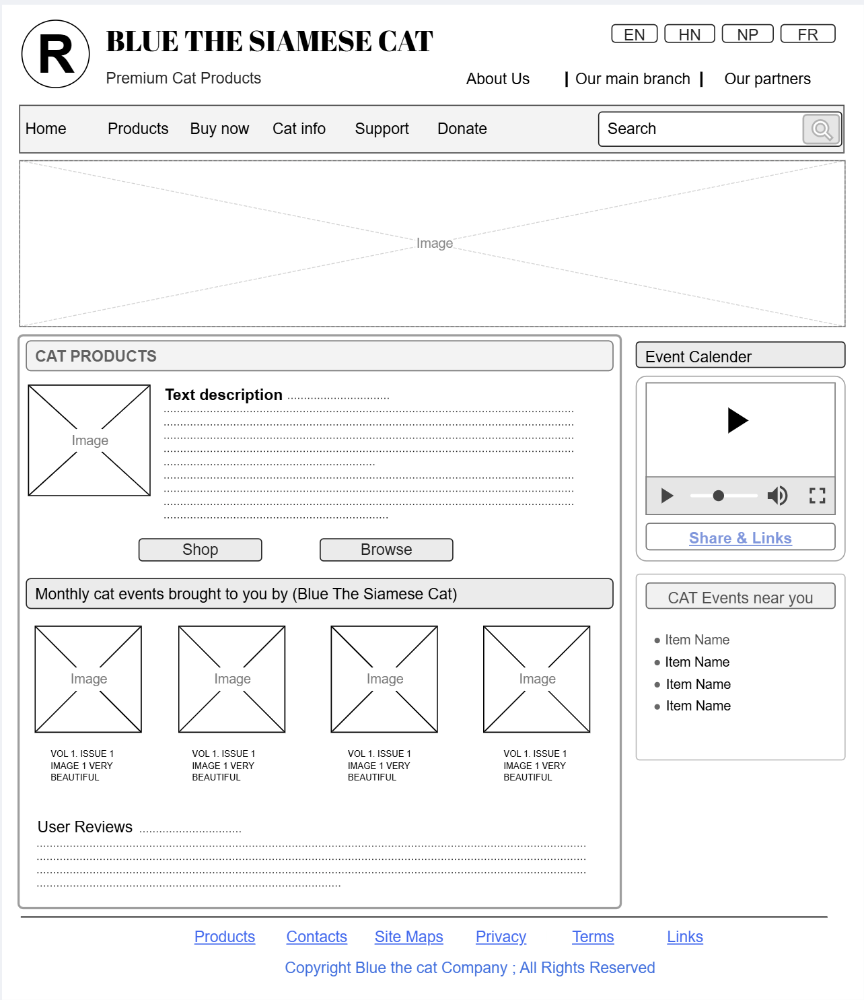 R
BLUE THE SIAMESE CAT
Premium Cat Products
EN HN NP FR
About Us | Our main branch | Our partners
Home Products Buy now Cat info Support Donate Search
Image
CAT PRODUCTS
Image
Text description
Shop Browse
Monthly cat events brought to you by (Blue The Siamese Cat)
Image Image Image Image
VOL 1. ISSUE 1 VOL 1. ISSUE 1 VOL 1. ISSUE 1 VOL 1. ISSUE 1
IMAGE 1 VERY IMAGE 1 VERY IMAGE 1 VERY IMAGE 1 VERY
BEAUTIFUL BEAUTIFUL BEAUTIFUL BEAUTIFUL
User Reviews
Event Calender
Share & Links
CAT Events near you
Item Name
Item Name
Item Name
Item Name
Products Contacts Site Maps Privacy Terms Links
Copyright Blue the cat Company ; All Rights Reserved